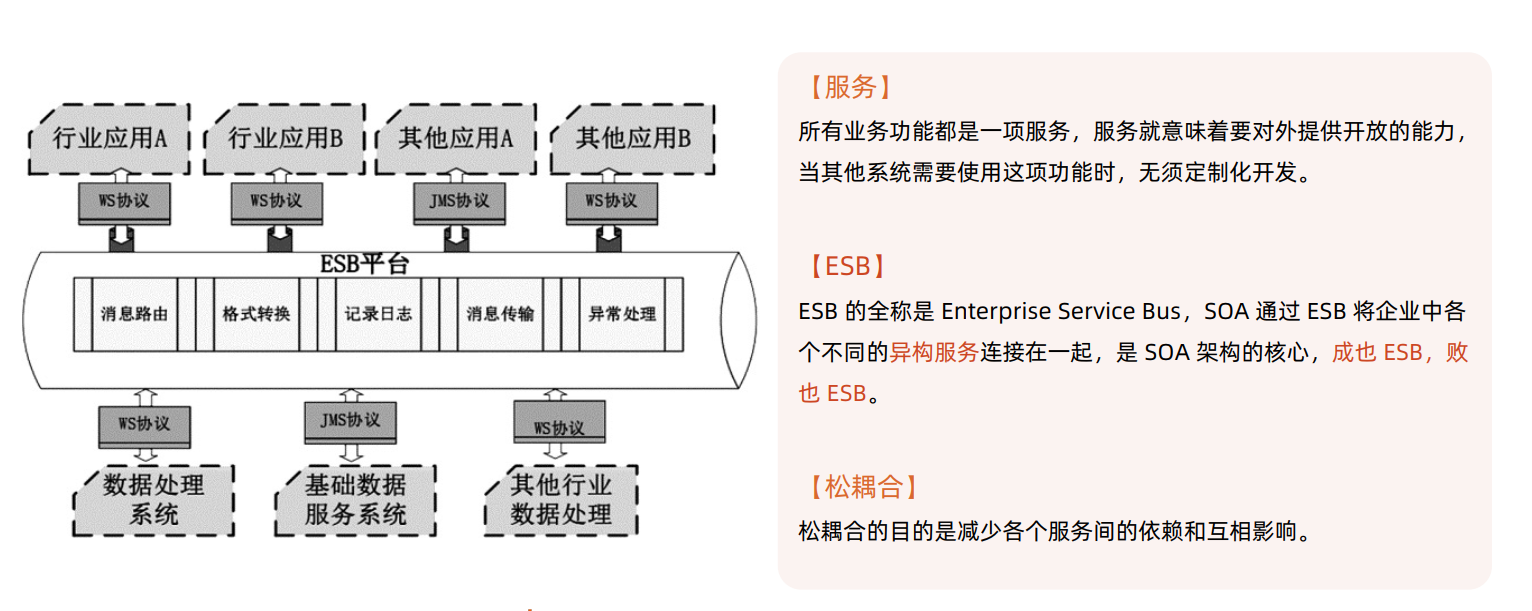 行业应用A
行业应用B
其他应用A
其他应用B
WS协议
WS协议
JMS协议
WS协议
ESB平台
消息路由
格式转换
记录日志
消息传输
异常处理
WS协议
JMS协议
WS协议
数据处理
系统
基础数据
服务系统
其他行业
数据处理
【服务】
所有业务功能都是一项服务，服务就意味着要对外提供开放的能力，
当其他系统需要使用这项功能时，无须定制化开发。
【ESB】
ESB 的全称是 Enterprise Service Bus，SOA 通过 ESB 将企业中各
个不同的异构服务连接在一起，是 SOA 架构的核心，成也 ESB，败
也 ESB。
【松耦合】
松耦合的目的是减少各个服务间的依赖和互相影响。